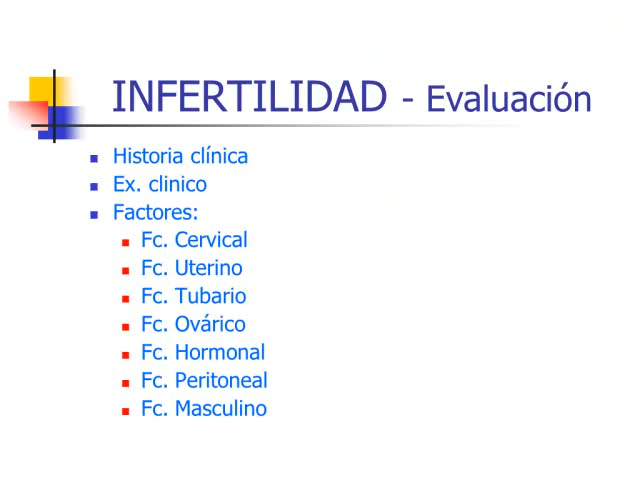 INFERTILIDAD - Evaluación
Historia clínica
Ex. clinico
Factores:
Fc. Cervical
Fc. Uterino
Fc. Tubario
Fc. Ovárico
Fc. Hormonal
Fc. Peritoneal
Fc. Masculino